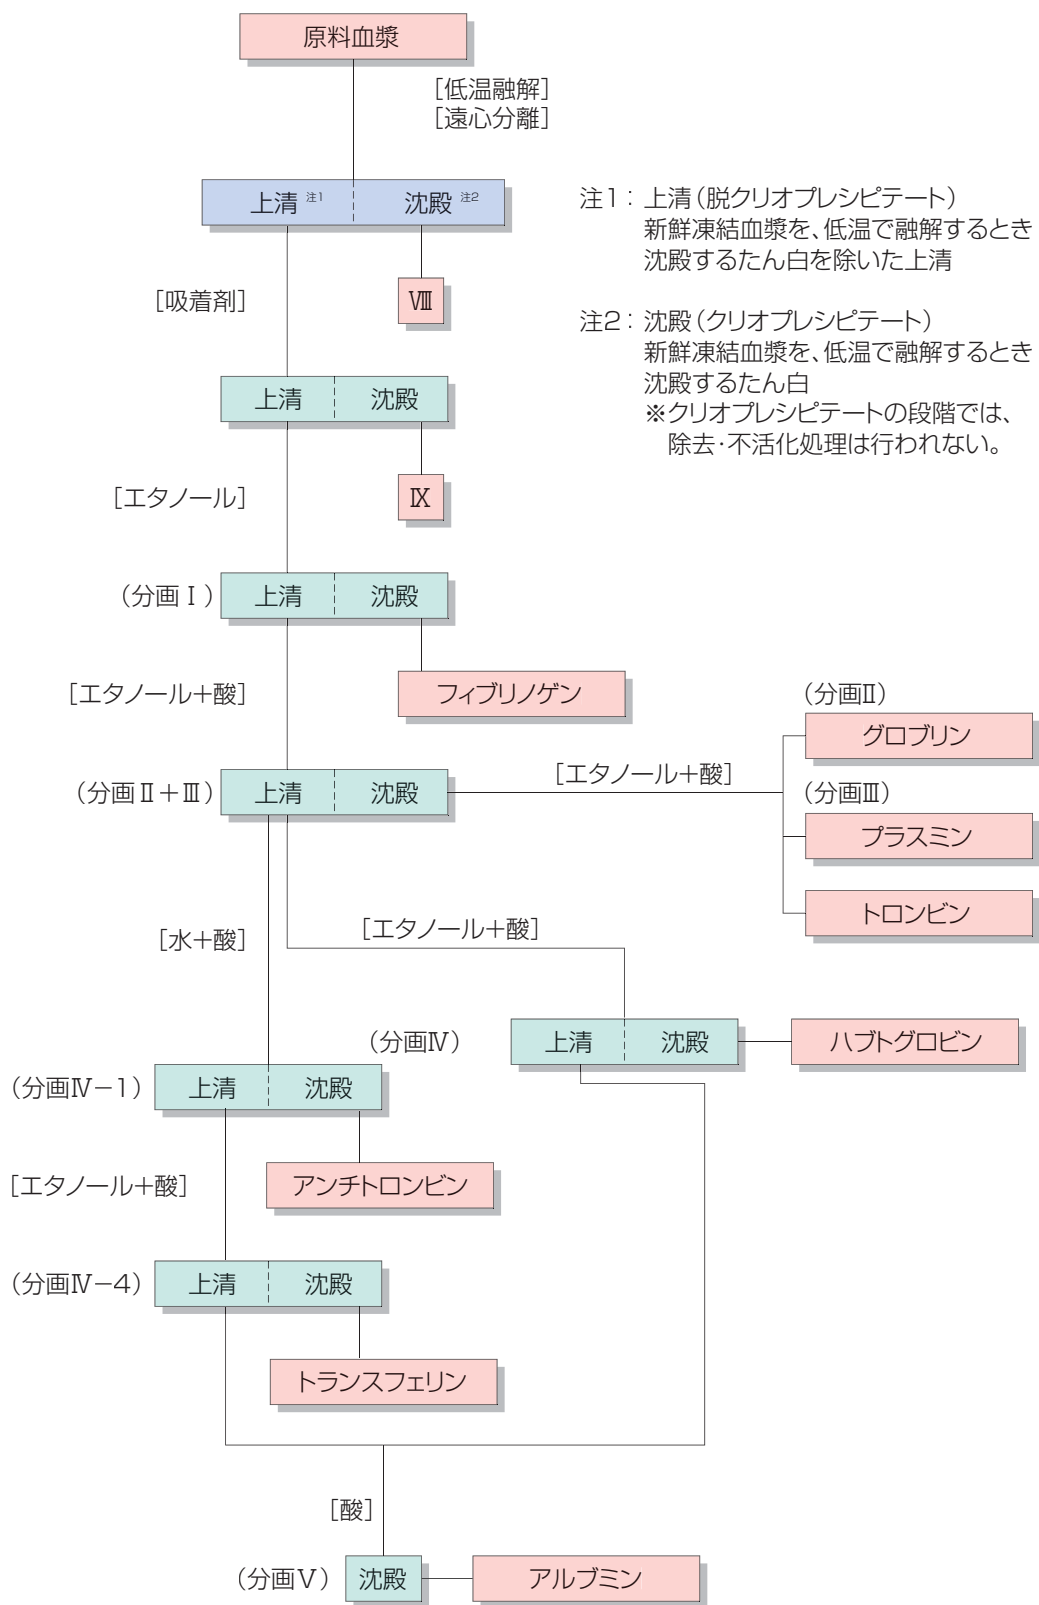 原料血漿
[低温融解]
[遠心分離]
上清 注1 沈殿 注2
注1：上清（脱クリオプレシピテート）
新鮮凍結血漿を、低温で融解するとき
沈殿するたん白を除いた上清
[吸着剤]
Ⅷ
注2：沈殿（クリオプレシピテート）
新鮮凍結血漿を、低温で融解するとき
沈殿するたん白
※クリオプレシピテートの段階では、
除去・不活化処理は行われない。
上清 沈殿
[エタノール]
Ⅸ
（分画Ⅰ） 上清 沈殿
[エタノール＋酸]
フィブリノゲン
（分画Ⅱ）
グロブリン
（分画Ⅱ＋Ⅲ） 上清 沈殿
[エタノール＋酸]
（分画Ⅲ）
プラスミン
トロンビン
[水＋酸]
[エタノール＋酸]
（分画Ⅳ） 上清 沈殿
ハブトグロビン
（分画Ⅳ−1） 上清 沈殿
[エタノール＋酸]
アンチトロンビン
（分画Ⅳ−4） 上清 沈殿
トランスフェリン
[酸]
（分画Ⅴ） 沈殿
アルブミン